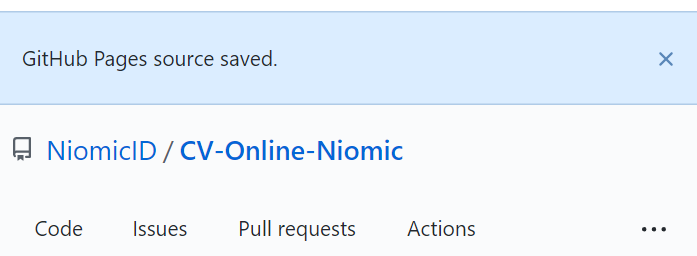 GitHub Pages source saved.
NiomicID / CV-Online-Niomic
Code Issues Pull requests Actions